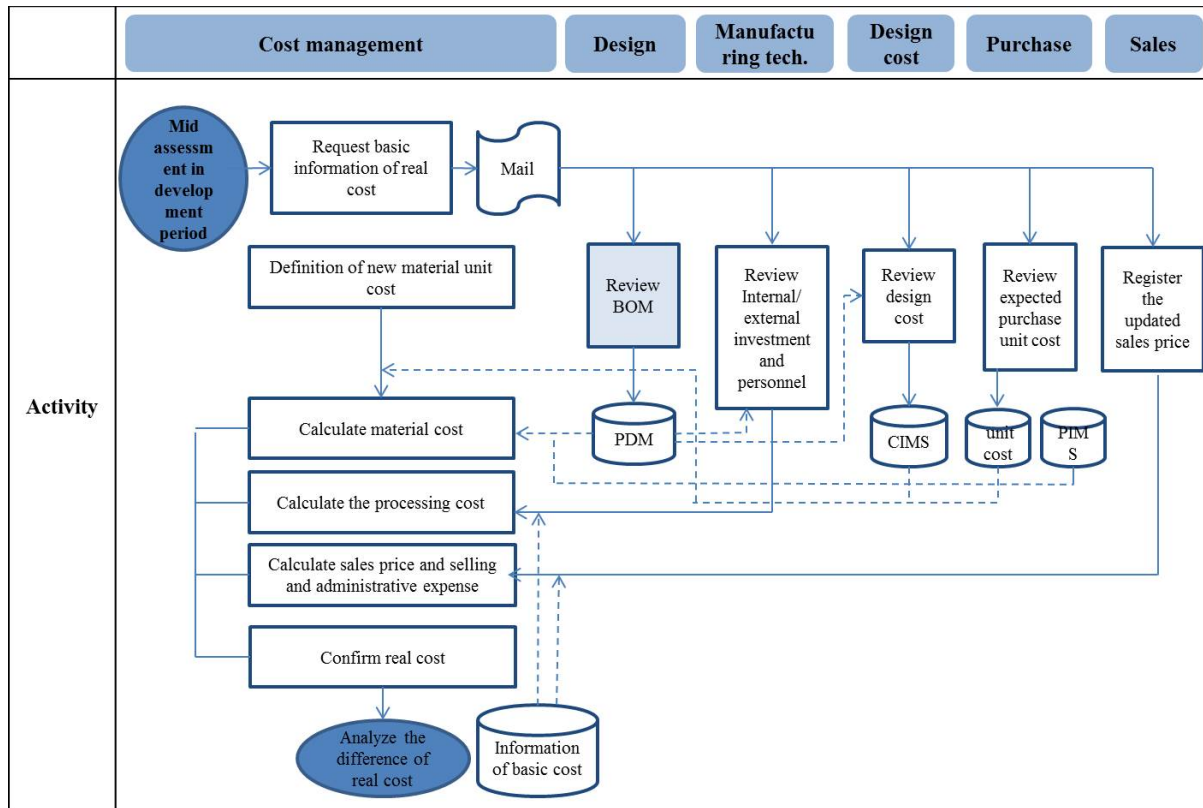 Cost management
Design
Manufactu
ring tech.
Design
cost
Purchase
Sales
Activity
Mid
assessm
ent in
develop
ment
period
Request basic
information of real
cost
Mail
Definition of new material unit
cost
Review
BOM
Review
Internal/
external
investment
and
personnel
Review
design
cost
Review
expected
purchase
unit cost
Register
the
updated
sales price
Calculate material cost
PDM
CIMS
unit
cost
PIM
S
Calculate the processing cost
Calculate sales price and selling
and administrative expense
Confirm real cost
Analyze the
difference of
real cost
Information
of basic cost